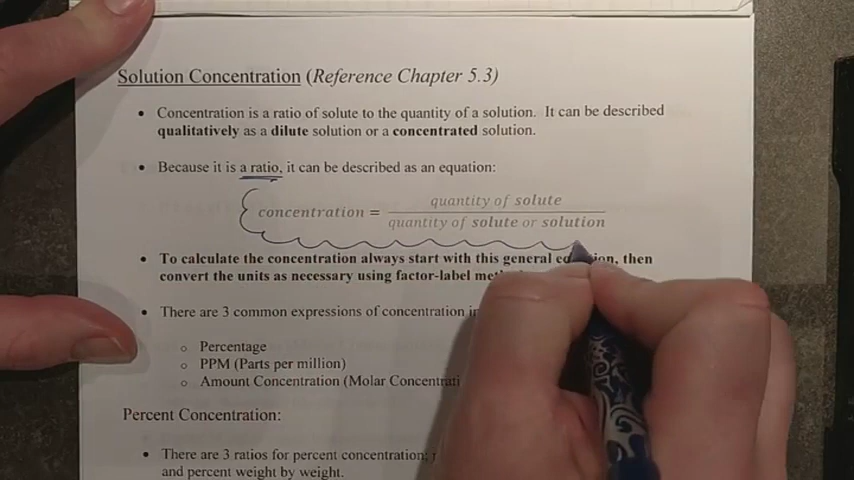 Solution Concentration (Reference Chapter 5.3)
• Concentration is a ratio of solute to the quantity of a solution. It can be described
qualitatively as a dilute solution or a concentrated solution.
• Because it is a ratio, it can be described as an equation:
quantity of solute
concentration =
quantity of solute or solution
• To calculate the concentration always start with this general , then
convert the units as necessary using factor-label
• There are 3 common expressions of concentration
o Percentage
o PPM (Parts per million)
o Amount Concentration (Molar
Percent Concentration:
• There are 3 ratios for percent concentration;
and percent weight by weight.